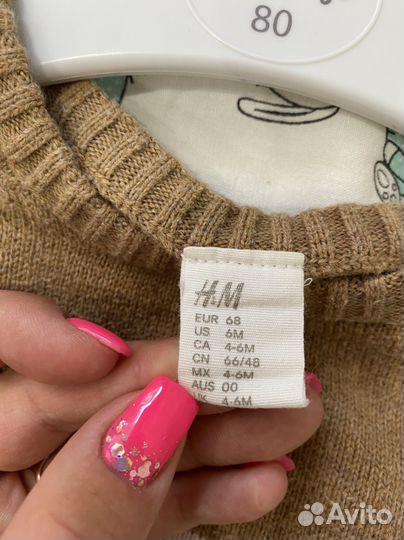 80
H&M
EUR 68
US 6M
CA 4-6M
CN 66/48
MX 4-6M
AUS 00
UK 4-6M
Avito